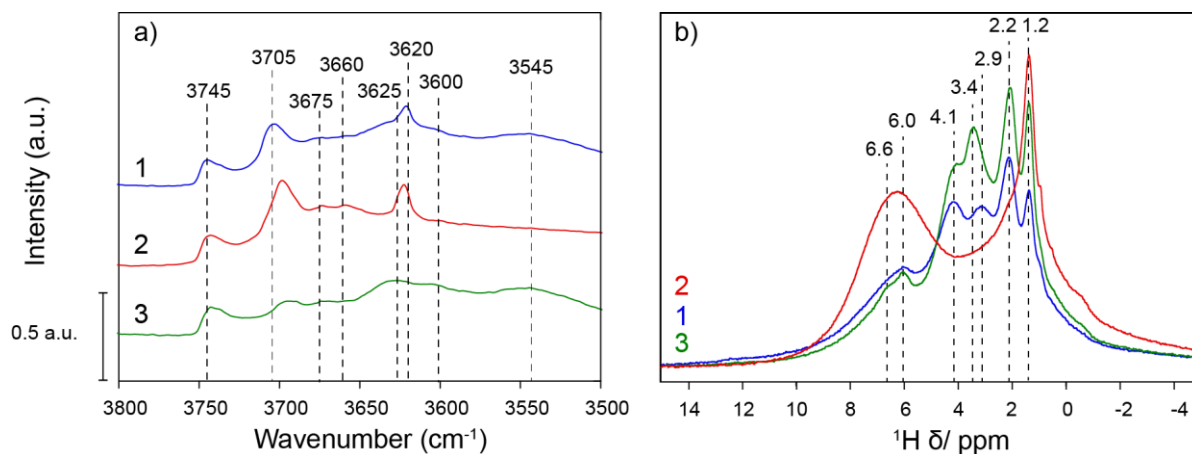 a)
3745
3705
3675
3660
3625
3620
3600
3545
1
2
3
Intensity (a.u.)
0.5 a.u.
3800 3750 3700 3650 3600 3550 3500
Wavenumber (cm⁻¹)
b)
6.6
6.0
4.1
3.4
2.9
2.2
1.2
2
1
3
14 12 10 8 6 4 2 0 -2 -4
¹H δ/ ppm